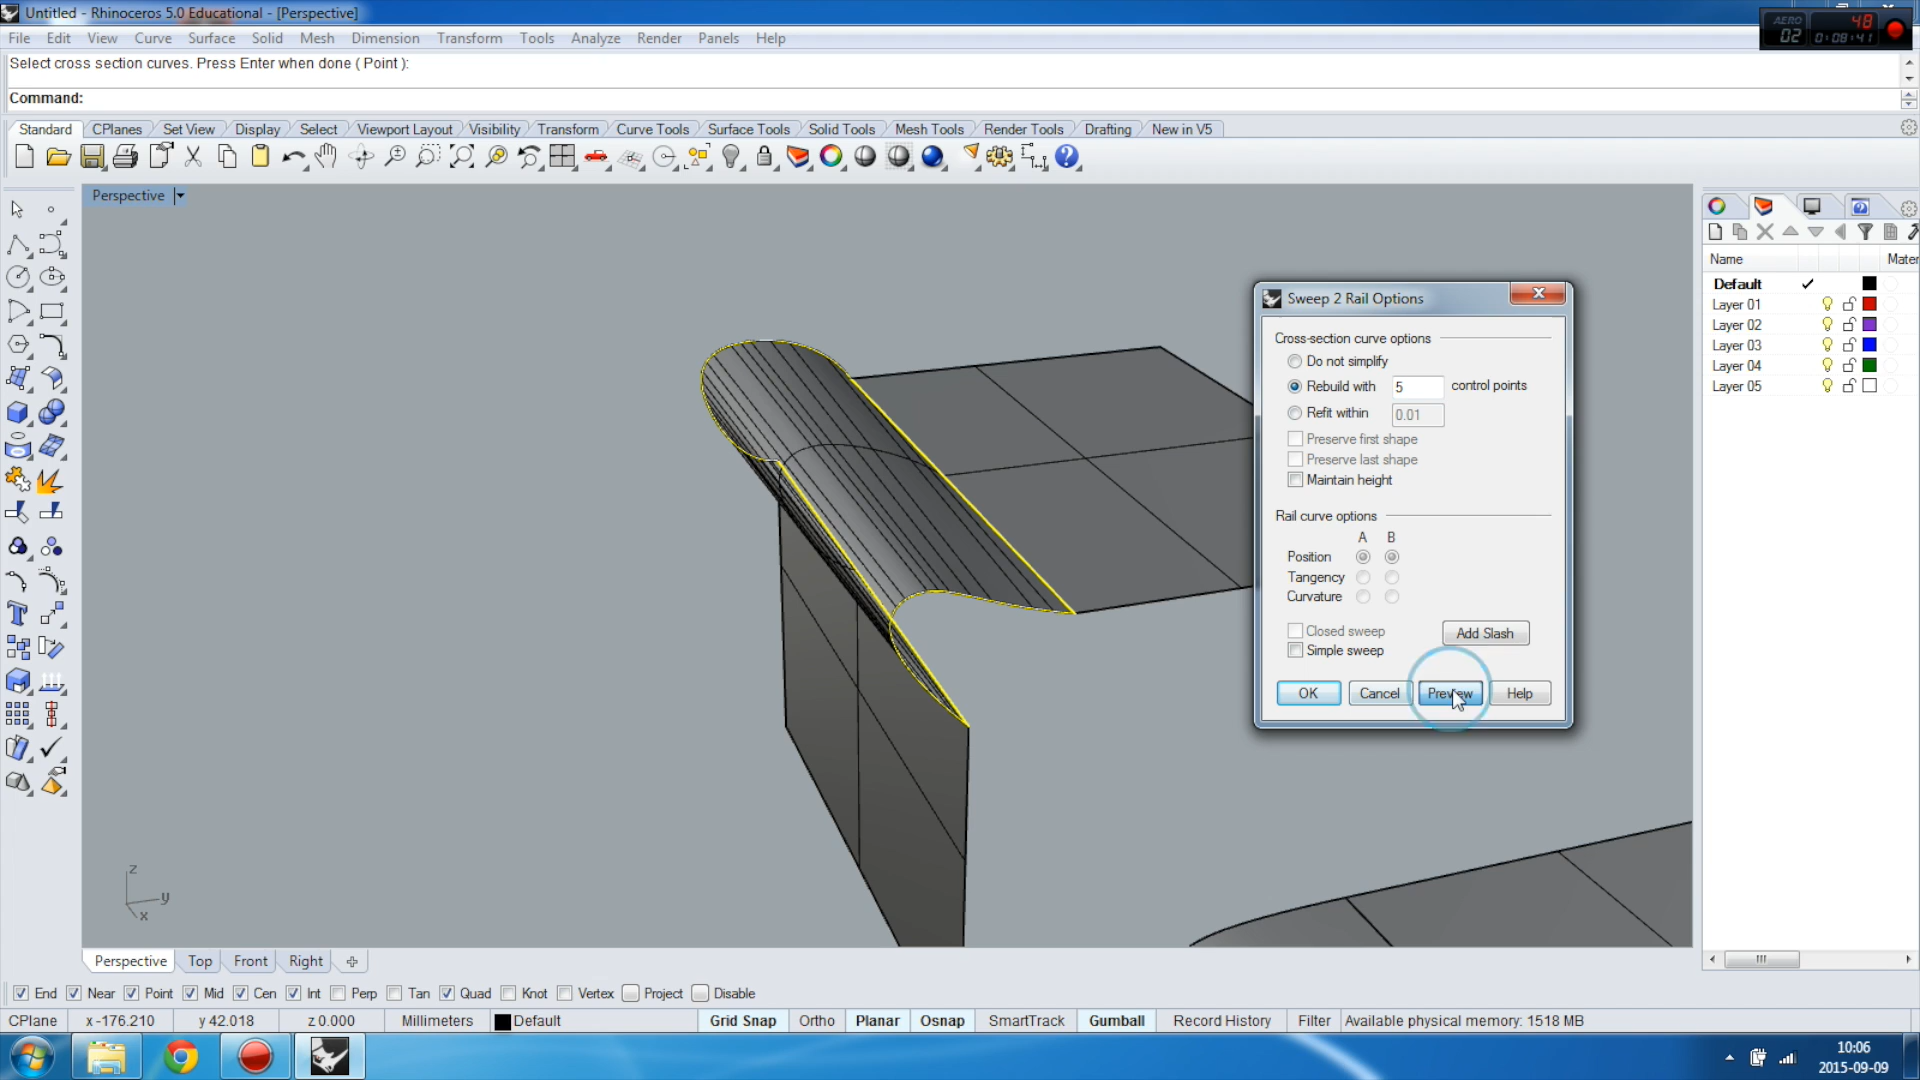 Untitled - Rhinoceros 5.0 Educational - [Perspective]
AERO 02 48 0:08:41
File Edit View Curve Surface Solid Mesh Dimension Transform Tools Analyze Render Panels Help
Select cross section curves. Press Enter when done ( Point ):
Command:
Standard CPlanes Set View Display Select Viewport Layout Visibility Transform Curve Tools Surface Tools Solid Tools Mesh Tools Render Tools Drafting New in V5
Perspective
Name Mater
Default
Layer 01
Layer 02
Layer 03
Layer 04
Layer 05
Sweep 2 Rail Options
Cross-section curve options
Do not simplify
Rebuild with 5 control points
Refit within 0.01
Preserve first shape
Preserve last shape
Maintain height
Rail curve options
A B
Position
Tangency
Curvature
Closed sweep Add Slash
Simple sweep
OK Cancel Preview Help
z
y
x
Perspective Top Front Right
End Near Point Mid Cen Int Perp Tan Quad Knot Vertex Project Disable
CPlane x -176.210 y 42.018 z 0.000 Millimeters Default Grid Snap Ortho Planar Osnap SmartTrack Gumball Record History Filter Available physical memory: 1518 MB
10:06
2015-09-09